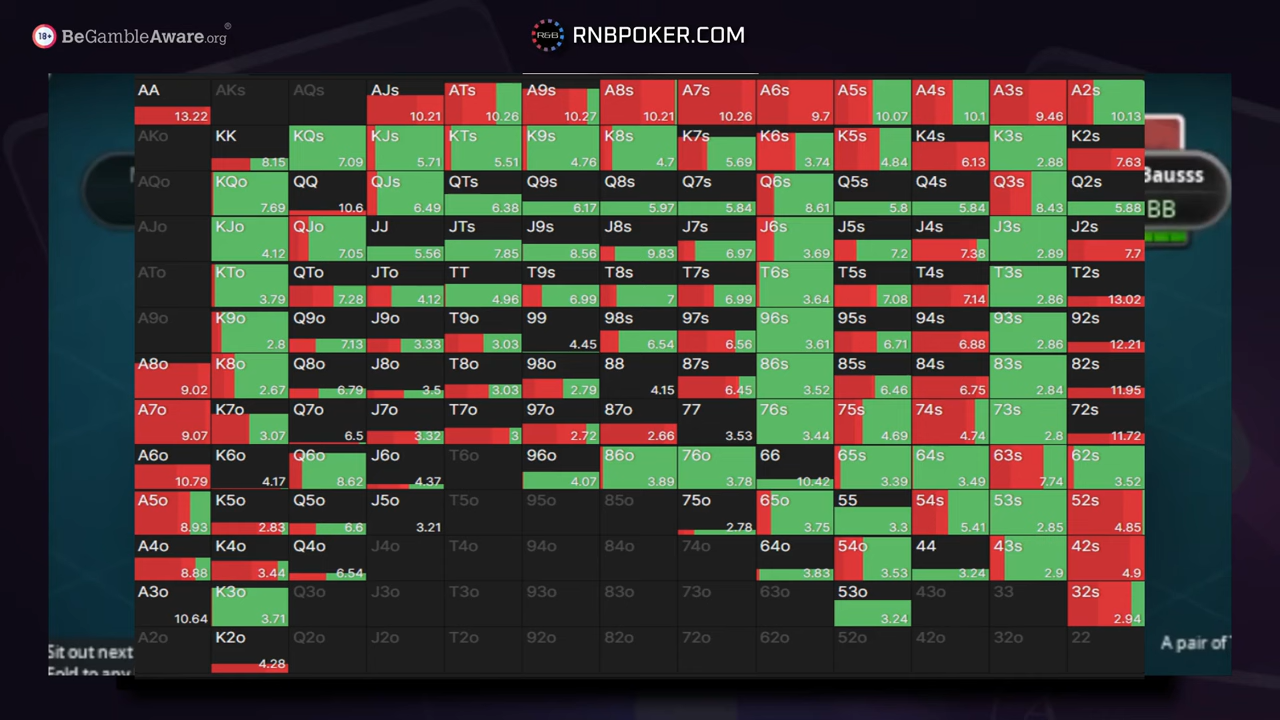 18+ BeGambleAware.org®
R&B RNBPOKER.COM
AA 13.22 AKs AQs AJs 10.21 ATs 10.26 A9s 10.27 A8s 10.21 A7s 10.26 A6s 9.7 A5s 10.07 A4s 10.1 A3s 9.46 A2s 10.13
AKo KK 8.15 KQs 7.09 KJs 5.71 KTs 5.51 K9s 4.76 K8s 4.7 K7s 5.69 K6s 3.74 K5s 4.84 K4s 6.13 K3s 2.88 K2s 7.63
AQo KQo 7.69 QQ 10.6 QJs 6.49 QTs 6.38 Q9s 6.17 Q8s 5.97 Q7s 5.84 Q6s 8.61 Q5s 5.8 Q4s 5.84 Q3s 8.43 Q2s 5.88
Bausss
BB
AJo KJo 4.12 QJo 7.05 JJ 5.56 JTs 7.85 J9s 8.56 J8s 9.83 J7s 6.97 J6s 3.69 J5s 7.2 J4s 7.38 J3s 2.89 J2s 7.7
ATo KTo 3.79 QTo 7.28 JTo 4.12 TT 4.96 T9s 6.99 T8s 7 T7s 6.99 T6s 3.64 T5s 7.08 T4s 7.14 T3s 2.86 T2s 13.02
A9o K9o 2.8 Q9o 7.13 J9o 3.33 T9o 3.03 99 4.45 98s 6.54 97s 6.56 96s 3.61 95s 6.71 94s 6.88 93s 2.86 92s 12.21
A8o 9.02 K8o 2.67 Q8o 6.79 J8o 3.5 T8o 3.03 98o 2.79 88 4.15 87s 6.45 86s 3.52 85s 6.46 84s 6.75 83s 2.84 82s 11.95
A7o 9.07 K7o 3.07 Q7o 6.5 J7o 3.32 T7o 3 97o 2.72 87o 2.66 77 3.53 76s 3.44 75s 4.69 74s 4.74 73s 2.8 72s 11.72
A6o 10.79 K6o 4.17 Q6o 8.62 J6o 4.37 T6o 96o 4.07 86o 3.89 76o 3.78 66 10.42 65s 3.39 64s 3.49 63s 7.74 62s 3.52
A5o 8.93 K5o 2.83 Q5o 6.6 J5o 3.21 T5o 95o 85o 75o 2.78 65o 3.75 55 3.3 54s 5.41 53s 2.85 52s 4.85
A4o 8.88 K4o 3.44 Q4o 6.54 J4o T4o 94o 84o 74o 64o 3.83 54o 3.53 44 3.24 43s 2.9 42s 4.9
A3o 10.64 K3o 3.71 Q3o J3o T3o 93o 83o 73o 63o 53o 3.24 43o 33 32s 2.94
A2o K2o 4.28 Q2o J2o T2o 92o 82o 72o 62o 52o 42o 32o 22
Sit out next
Fold to any
A pair of